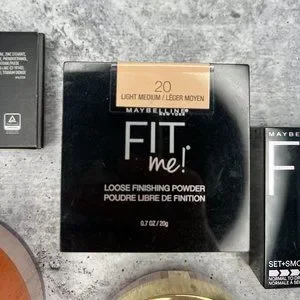 20
LIGHT MEDIUM / LÉGER MOYEN
MAYBELLINE
NEW YORK
FIT
me!
LOOSE FINISHING POWDER
POUDRE LIBRE DE FINITION
0.7 OZ / 20g
MAYBE
F
SET+SMO
NORMAL TO O
NORMALE À